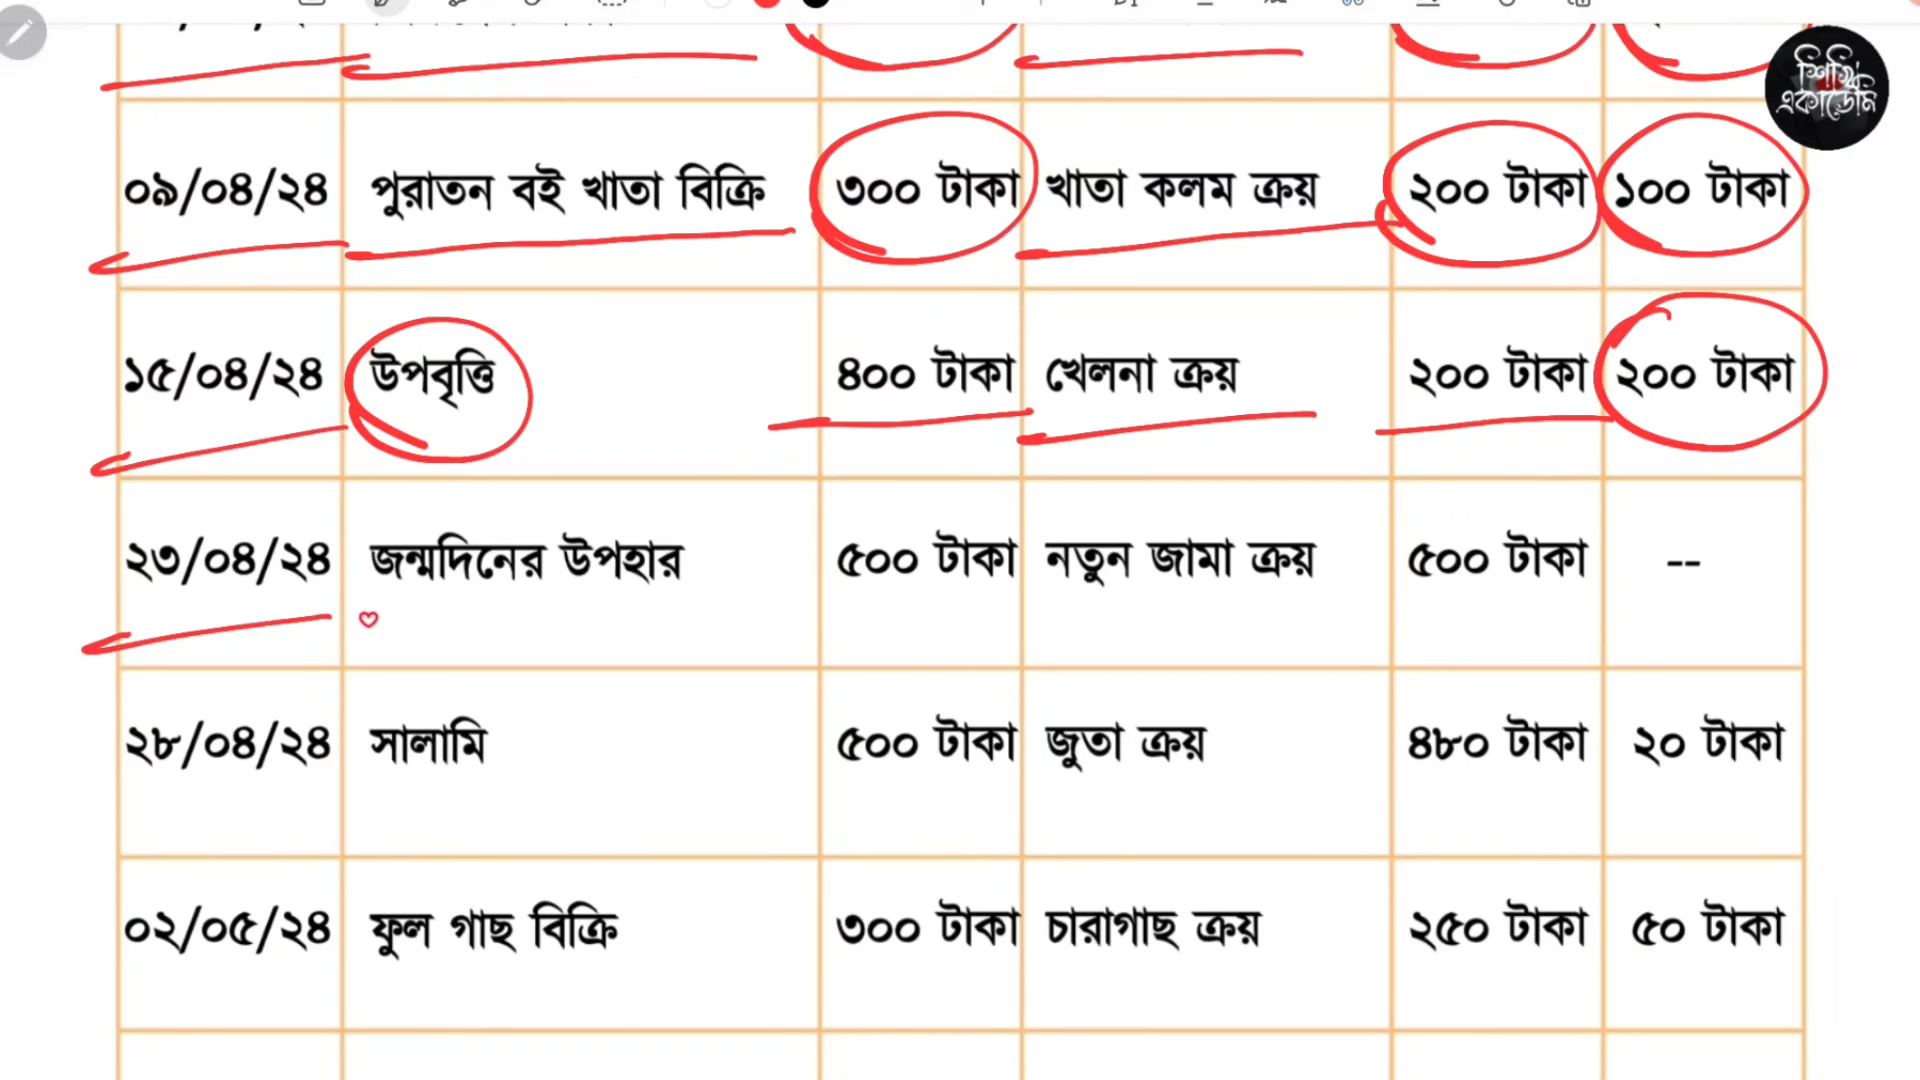 ০৯/০৪/২৪ পুরাতন বই খাতা বিক্রি ৩০০ টাকা খাতা কলম ক্রয় ২০০ টাকা ১০০ টাকা
১৫/০৪/২৪ উপবৃত্তি ৪০০ টাকা খেলনা ক্রয় ২০০ টাকা ২০০ টাকা
২৩/০৪/২৪ জন্মদিনের উপহার ৫০০ টাকা নতুন জামা ক্রয় ৫০০ টাকা --
২৮/০৪/২৪ সালামি ৫০০ টাকা জুতা ক্রয় ৪৮০ টাকা ২০ টাকা
০২/০৫/২৪ ফুল গাছ বিক্রি ৩০০ টাকা চারাগাছ ক্রয় ২৫০ টাকা ৫০ টাকা
একাডেমি